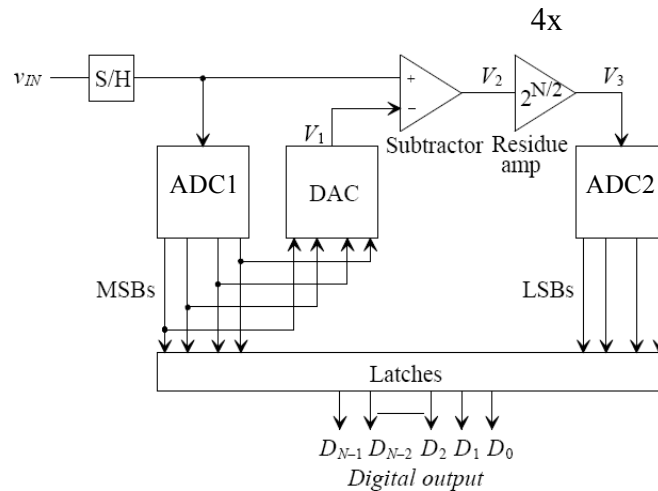 4x
v_IN
S/H
+
−
V_2
2^N/2
V_3
V_1
Subtractor
Residue
amp
ADC1
DAC
ADC2
MSBs
LSBs
Latches
D_N–1 D_N–2 D_2 D_1 D_0
Digital output